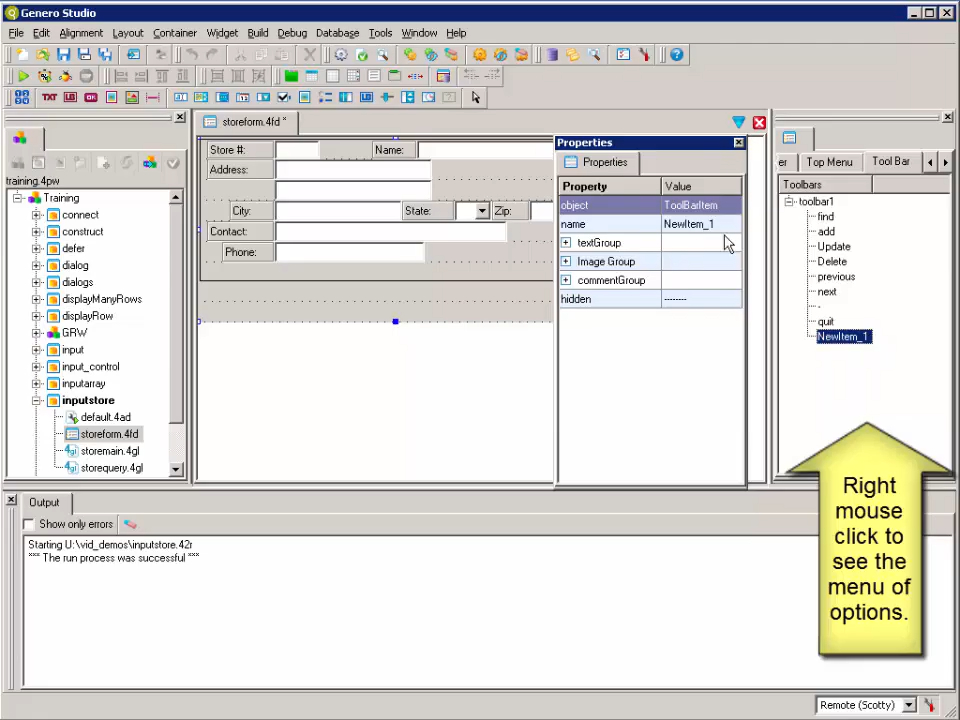 Genero Studio
File Edit Alignment Layout Container Widget Build Debug Database Tools Window Help
TXT LB OK
training.4pw
Training
connect
construct
defer
dialog
dialogs
displayManyRows
displayRow
GRW
input
input_control
inputarray
inputstore
default.4ad
storeform.4fd
storemain.4gl
storequery.4gl
storeform.4fd *
Store #: Name:
Address:
City: State: Zip:
Contact:
Phone:
Properties
Properties
Property Value
object ToolBarItem
name NewItem_1
textGroup
Image Group
commentGroup
hidden --------
er Top Menu Tool Bar
Toolbars
toolbar1
find
add
Update
Delete
previous
next
-
quit
NewItem_1
Right
mouse
click to
see the
menu of
options.
Output
Show only errors
Starting U:\vid_demos\inputstore.42r
*** The run process was successful ***
Remote (Scotty)